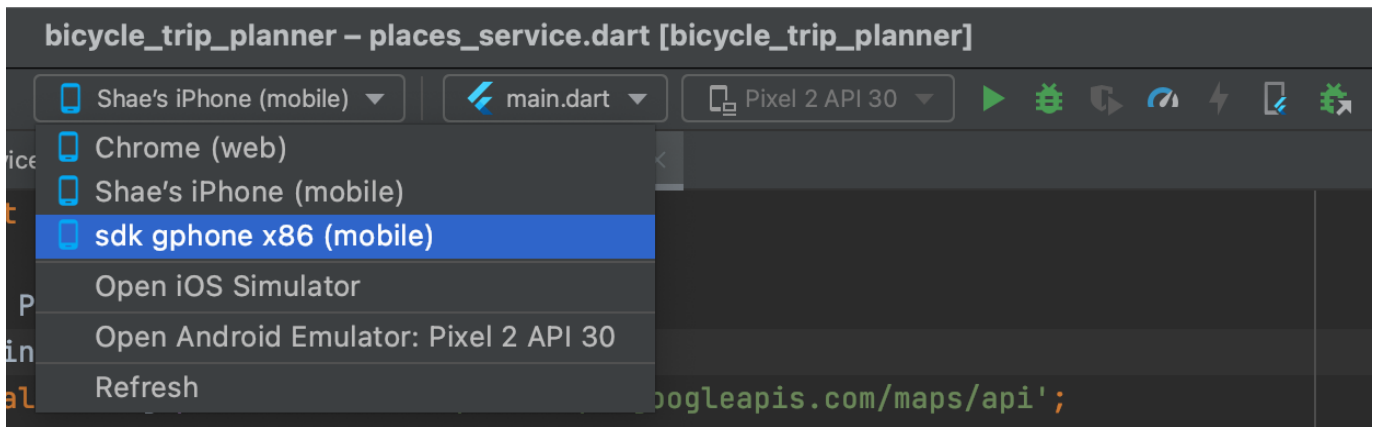 bicycle_trip_planner – places_service.dart [bicycle_trip_planner]
Shae’s iPhone (mobile) main.dart Pixel 2 API 30
Chrome (web)
Shae’s iPhone (mobile)
sdk gphone x86 (mobile)
Open iOS Simulator
Open Android Emulator: Pixel 2 API 30
Refresh
oogleapis.com/maps/api';